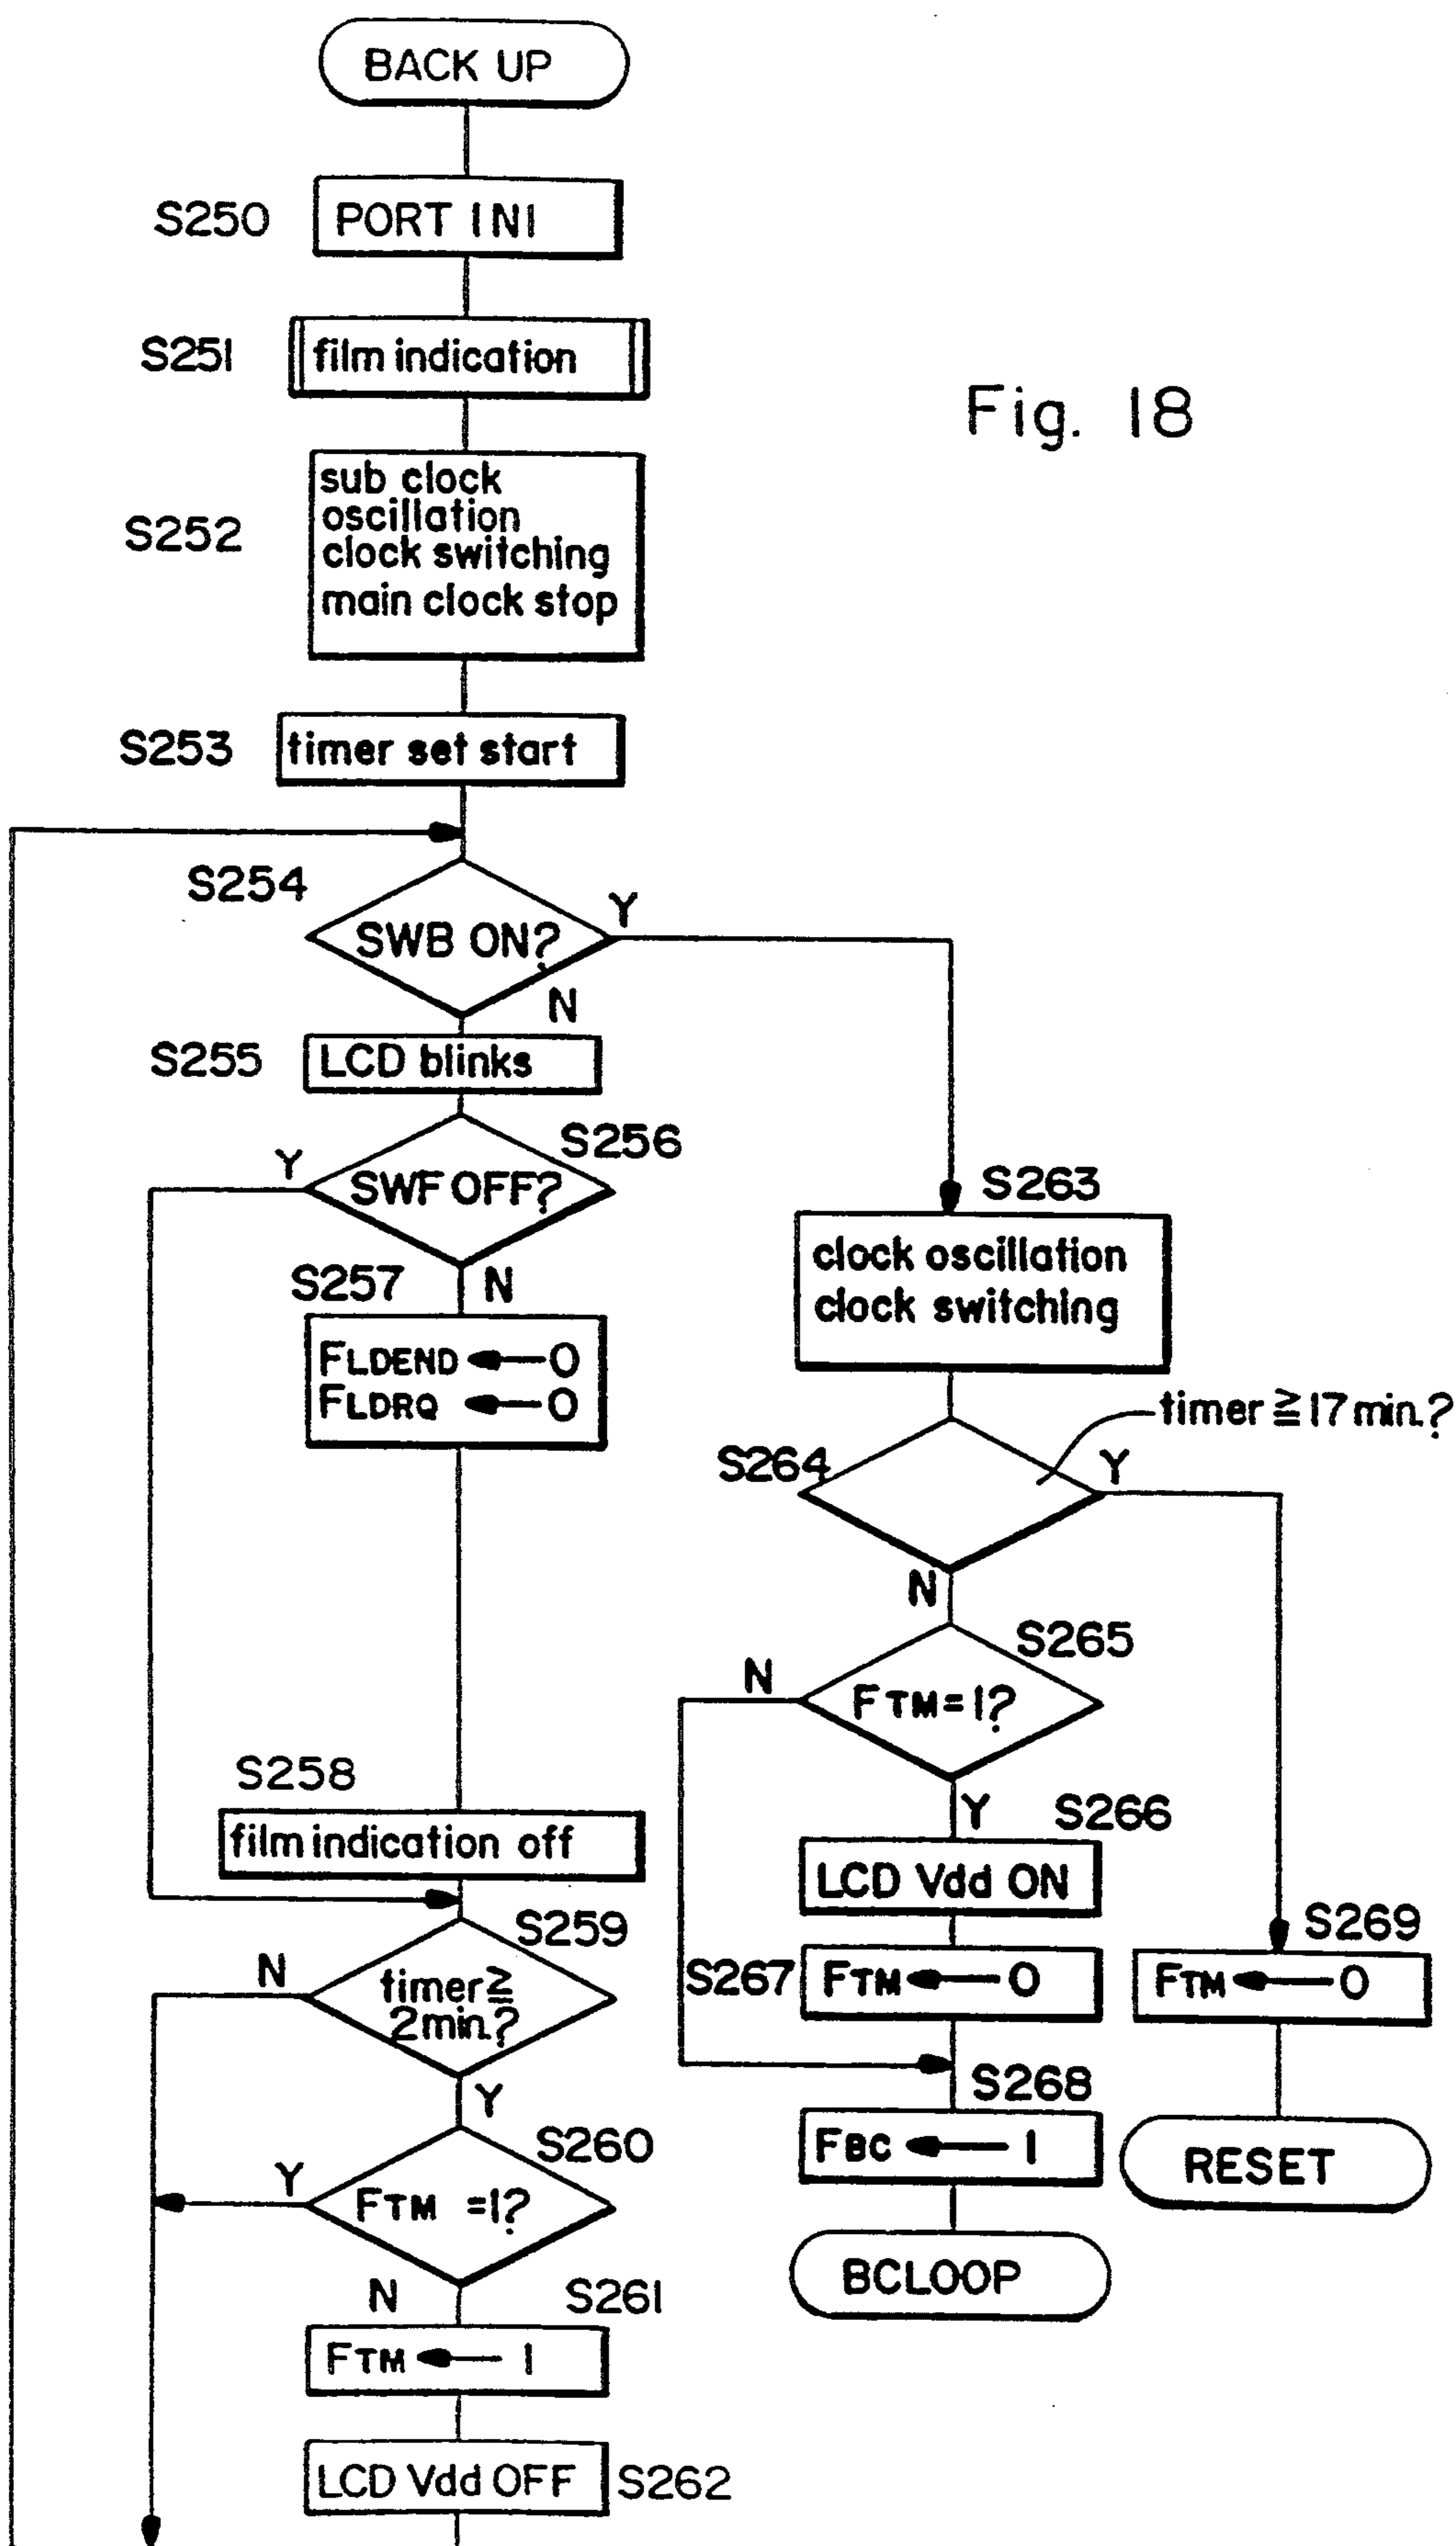 BACK UP
S250
PORT INI
S251
film indication
Fig. 18
S252
sub clock
oscillation
clock switching
main clock stop
S253
timer set start
S254
SWB ON?
Y
N
S255
LCD blinks
S256
Y
SWF OFF?
S257
N
FLDEND ← 0
FLDRQ ← 0
S258
film indication off
S259
N
timer ≧
2min.?
Y
S260
Y
FTM =1?
N
S261
FTM ← 1
LCD Vdd OFF
S262
S263
clock oscillation
clock switching
timer ≧ 17 min.?
S264
Y
N
S265
N
FTM=1?
Y
S266
LCD Vdd ON
S267
FTM ← 0
S268
FBC ← 1
BCLOOP
S269
FTM ← 0
RESET